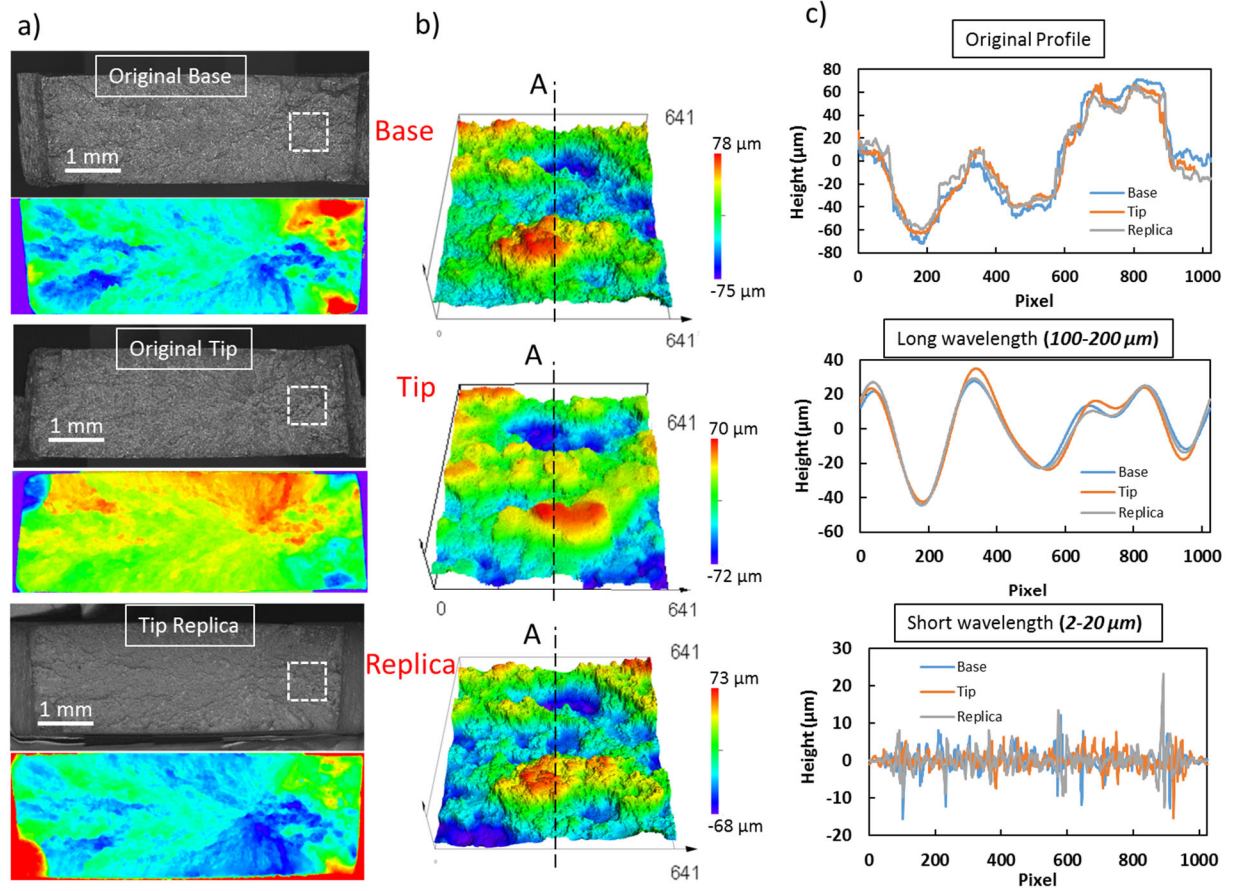 a)
Original Base
1 mm
Original Tip
1 mm
Tip Replica
1 mm
b)
A
Base
641
641
78 µm
-75 µm
0
A
Tip
641
641
70 µm
-72 µm
0
A
Replica
641
641
73 µm
-68 µm
0
c)
Original Profile
Height (µm)
80
60
40
20
0
-20
-40
-60
-80
Base
Tip
Replica
0 200 400 600 800 1000
Pixel
Long wavelength (100-200 µm)
Height (µm)
40
20
0
-20
-40
-60
Base
Tip
Replica
0 200 400 600 800 1000
Pixel
Short wavelength (2-20 µm)
Height (µm)
30
20
10
0
-10
-20
Base
Tip
Replica
0 200 400 600 800 1000
Pixel